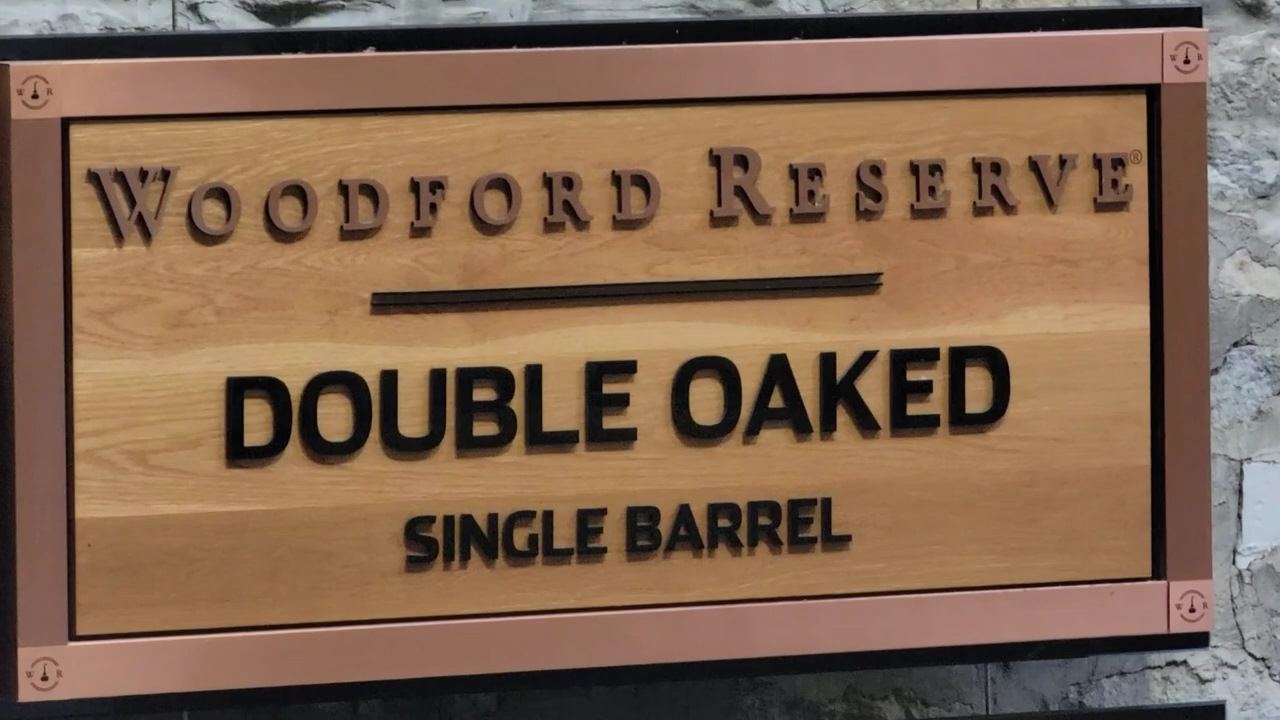 WOODFORD RESERVE®
DOUBLE OAKED
SINGLE BARREL
W R
W R
W R
W R